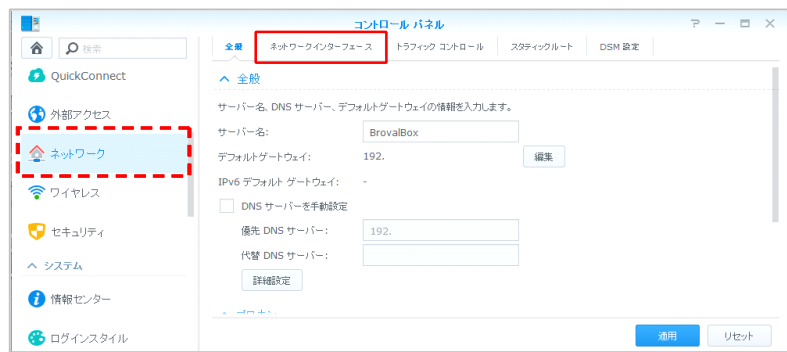 コントロール パネル
検索
QuickConnect
外部アクセス
ネットワーク
ワイヤレス
セキュリティ
システム
情報センター
ログインスタイル
全般 ネットワークインターフェース トラフィック コントロール スタティックルート DSM 設定
全般
サーバー名、DNS サーバー、デフォルトゲートウェイの情報を入力します。
サーバー名: BrovalBox
デフォルトゲートウェイ: 192. 編集
IPv6 デフォルト ゲートウェイ: -
DNS サーバーを手動設定
優先 DNS サーバー: 192.
代替 DNS サーバー:
詳細設定
適用 リセット